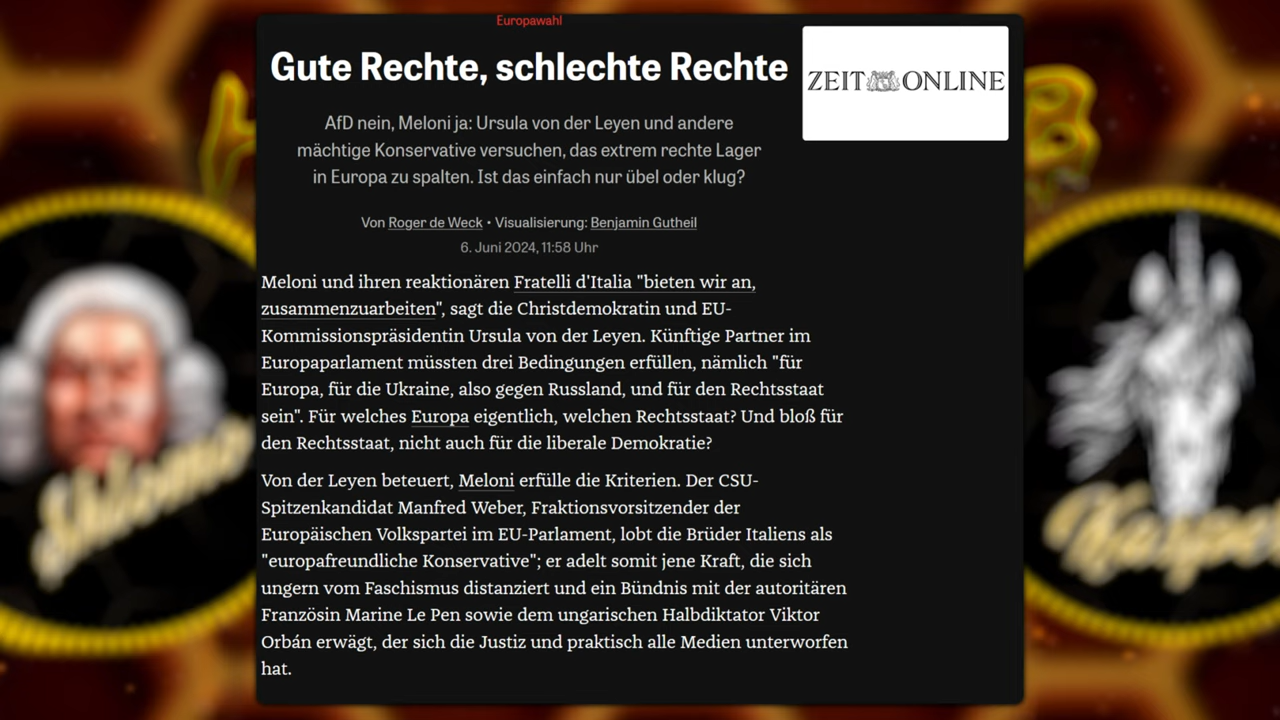 Europawahl
Gute Rechte, schlechte Rechte
ZEIT ONLINE
AfD nein, Meloni ja: Ursula von der Leyen und andere
mächtige Konservative versuchen, das extrem rechte Lager
in Europa zu spalten. Ist das einfach nur übel oder klug?
Von Roger de Weck • Visualisierung: Benjamin Gutheil
6. Juni 2024, 11:58 Uhr
Meloni und ihren reaktionären Fratelli d'Italia "bieten wir an,
zusammenzuarbeiten", sagt die Christdemokratin und EU-
Kommissionspräsidentin Ursula von der Leyen. Künftige Partner im
Europaparlament müssten drei Bedingungen erfüllen, nämlich "für
Europa, für die Ukraine, also gegen Russland, und für den Rechtsstaat
sein". Für welches Europa eigentlich, welchen Rechtsstaat? Und bloß für
den Rechtsstaat, nicht auch für die liberale Demokratie?
Von der Leyen beteuert, Meloni erfülle die Kriterien. Der CSU-
Spitzenkandidat Manfred Weber, Fraktionsvorsitzender der
Europäischen Volkspartei im EU-Parlament, lobt die Brüder Italiens als
"europafreundliche Konservative"; er adelt somit jene Kraft, die sich
ungern vom Faschismus distanziert und ein Bündnis mit der autoritären
Französin Marine Le Pen sowie dem ungarischen Halbdiktator Viktor
Orbán erwägt, der sich die Justiz und praktisch alle Medien unterworfen
hat.
Shlomo